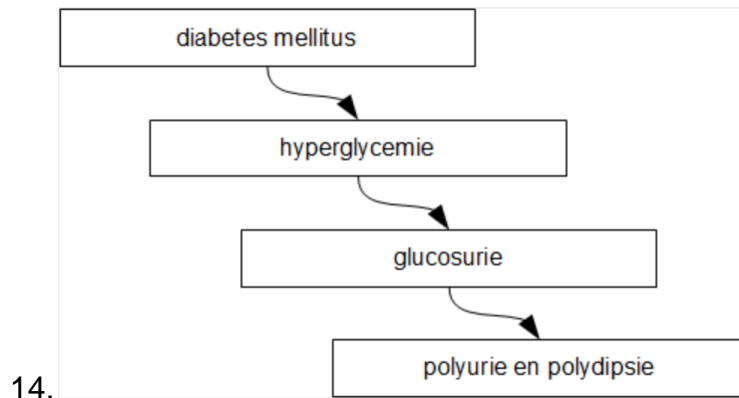 diabetes mellitus
hyperglycemie
glucosurie
polyurie en polydipsie
14.